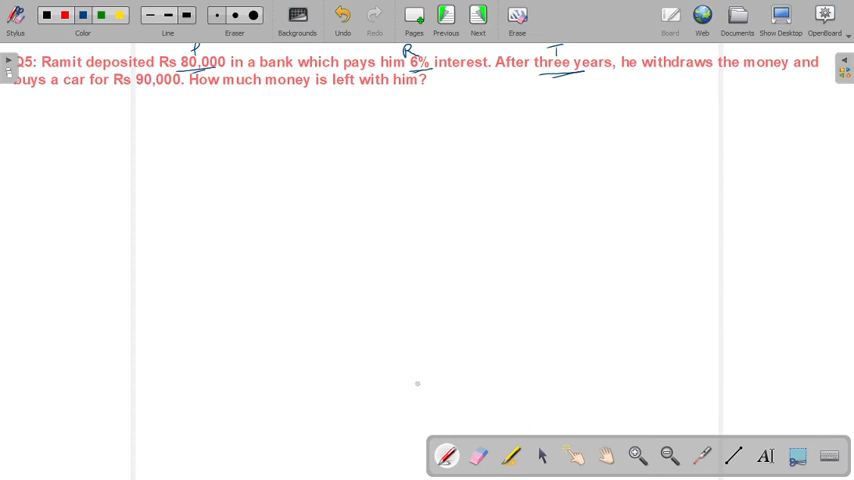 Stylus
Color
Line
Eraser
Backgrounds
Undo
Redo
Pages
Previous
Next
Erase
Board
Web
Documents
Show Desktop
OpenBoard
P R T
Q5: Ramit deposited Rs 80,000 in a bank which pays him 6% interest. After three years, he withdraws the money and
buys a car for Rs 90,000. How much money is left with him?